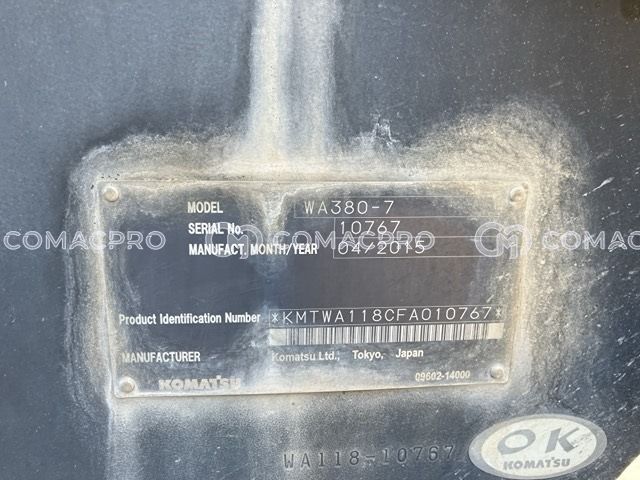 MODEL WA380-7
SERIAL No. 10767
COMACPRO COMACPRO COMACPRO
MANUFACT. MONTH/YEAR 04/2015
Product Identification Number *KMTWA118CFA010767*
MANUFACTURER Komatsu Ltd., Tokyo, Japan
KOMATSU 09602-14000
WA118-10767
OK
KOMATSU